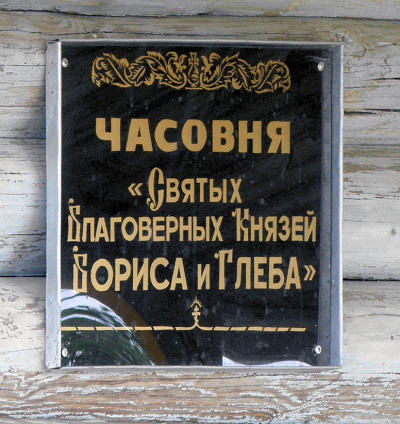 ЧАСОВНЯ
«Святых
Благоверных Князей
Бориса и Глеба»